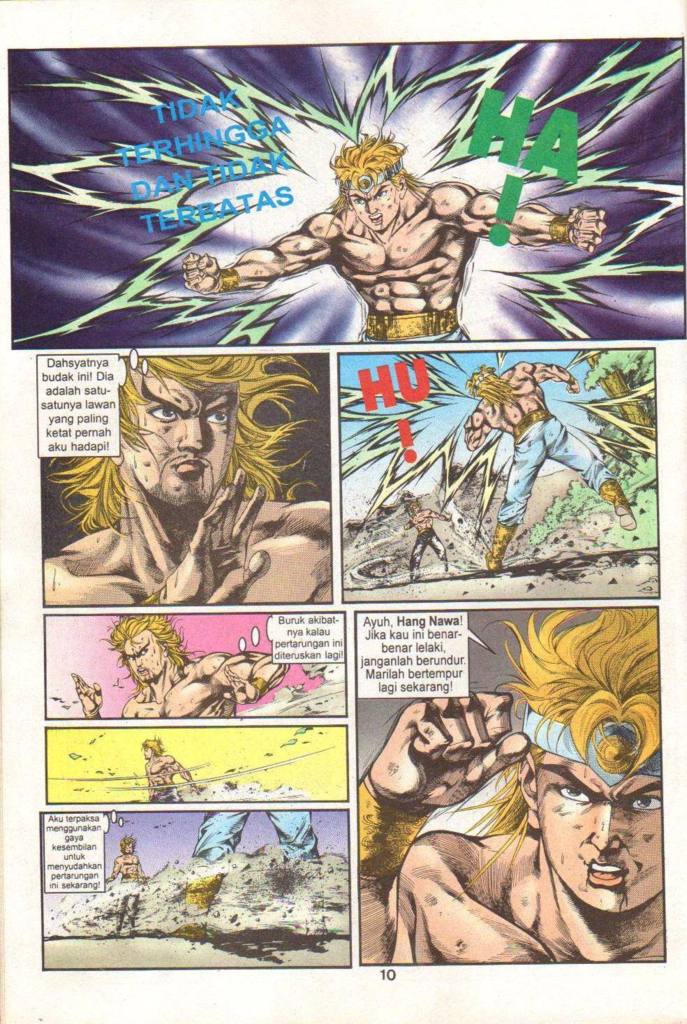 TIDAK
TERHINGGA
DAN TIDAK
TERBATAS
HA
!
Dahsyatnya
budak ini! Dia
adalah satu-
satunya lawan
yang paling
ketat pernah
aku hadapi!
HU
!
Buruk akibat-
nya kalau
pertarungan ini
diteruskan lagi!
Aku terpaksa
menggunakan
gaya
kesembilan
untuk
menyudahkan
pertarungan
ini sekarang!
Ayuh, Hang Nawa!
Jika kau ini benar-
benar lelaki,
janganlah berundur.
Marilah bertempur
lagi sekarang!
10